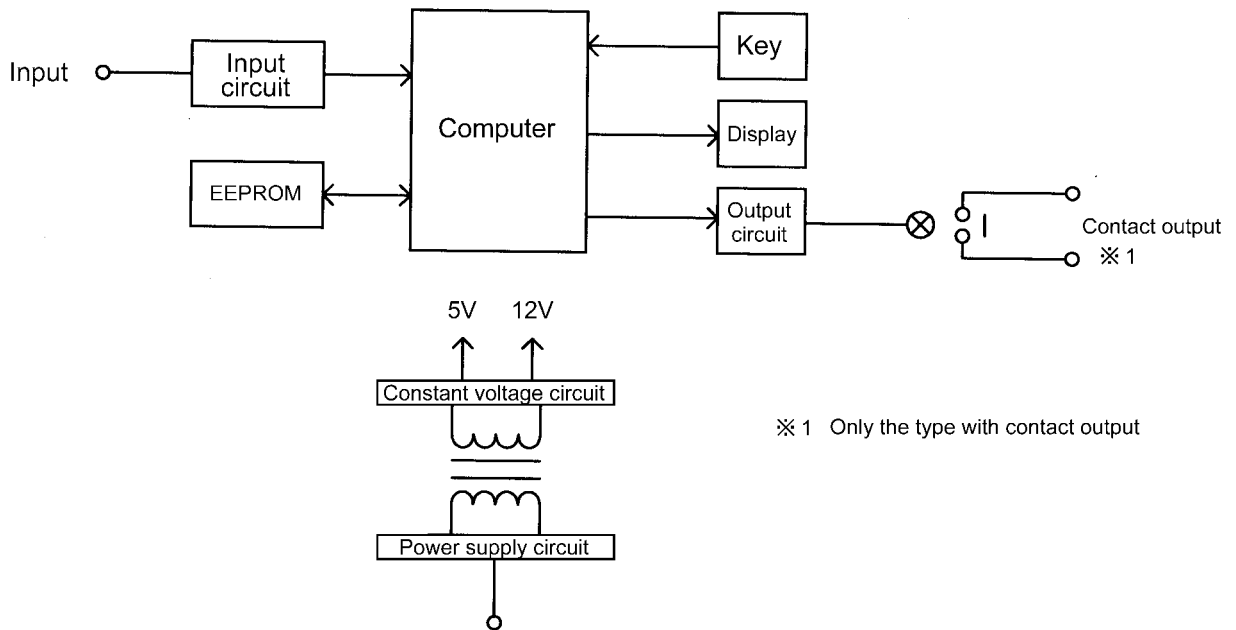 Input
Input
circuit
EEPROM
Computer
Key
Display
Output
circuit
Contact output
※ 1
5V
12V
Constant voltage circuit
Power supply circuit
※ 1 Only the type with contact output